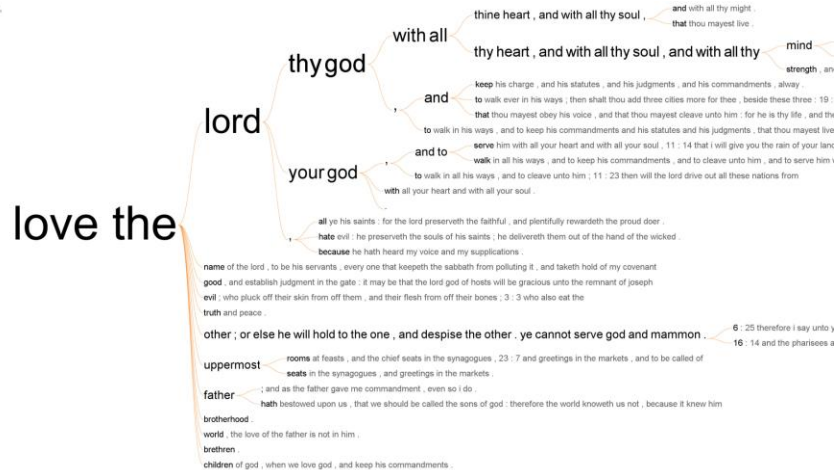 love the
lord
thy god
with all
thine heart , and with all thy soul ,
and with all thy might .
that thou mayest live .
thy heart , and with all thy soul , and with all thy
mind
strength , an
,
and
keep his charge , and his statutes , and his judgments , and his commandments , alway .
to walk ever in his ways ; then shalt thou add three cities more for thee , beside these three : 19 :
that thou mayest obey his voice , and that thou mayest cleave unto him : for he is thy life , and the
to walk in his ways , and to keep his commandments and his statutes and his judgments , that thou mayest live
your god
,
and to
serve him with all your heart and with all your soul , 11 : 14 that i will give you the rain of your land
walk in all his ways , and to keep his commandments , and to cleave unto him , and to serve him w
to walk in all his ways , and to cleave unto him ; 11 : 23 then will the lord drive out all these nations from
with all your heart and with all your soul .
.
,
all ye his saints : for the lord preserveth the faithful , and plentifully rewardeth the proud doer .
hate evil : he preserveth the souls of his saints ; he delivereth them out of the hand of the wicked .
because he hath heard my voice and my supplications .
name of the lord , to be his servants , every one that keepeth the sabbath from polluting it , and taketh hold of my covenant
good , and establish judgment in the gate : it may be that the lord god of hosts will be gracious unto the remnant of joseph
evil ; who pluck off their skin from off them , and their flesh from off their bones ; 3 : 3 who also eat the
truth and peace .
other ; or else he will hold to the one , and despise the other . ye cannot serve god and mammon .
6 : 25 therefore i say unto y
16 : 14 and the pharisees a
uppermost
rooms at feasts , and the chief seats in the synagogues , 23 : 7 and greetings in the markets , and to be called of
seats in the synagogues , and greetings in the markets .
father
; and as the father gave me commandment , even so i do .
hath bestowed upon us , that we should be called the sons of god : therefore the world knoweth us not , because it knew him
brotherhood .
world , the love of the father is not in him .
brethren .
children of god , when we love god , and keep his commandments .